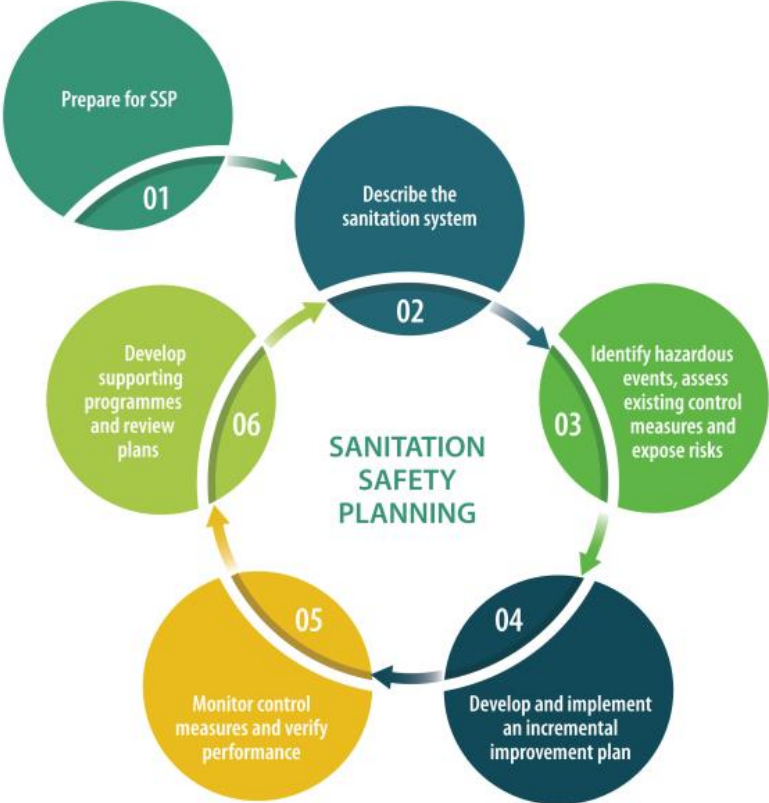 Prepare for SSP
01
Describe the
sanitation system
02
Identify hazardous
events, assess
existing control
measures and
expose risks
03
Develop and implement
an incremental
improvement plan
04
Monitor control
measures and verify
performance
05
Develop
supporting
programmes
and review
plans
06
SANITATION
SAFETY
PLANNING